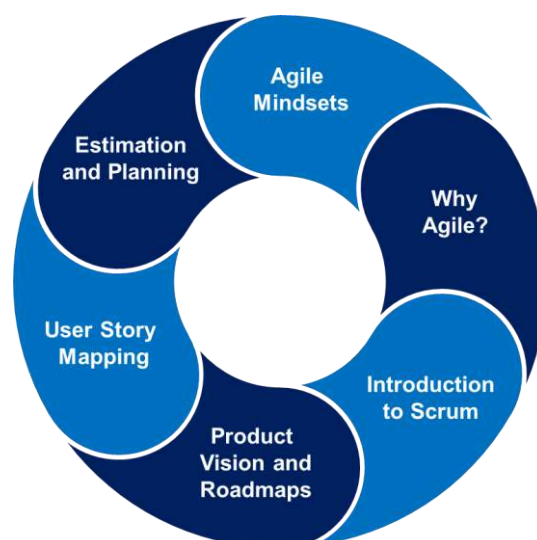 Agile
Mindsets
Why
Agile?
Introduction
to Scrum
Product
Vision and
Roadmaps
User Story
Mapping
Estimation
and Planning